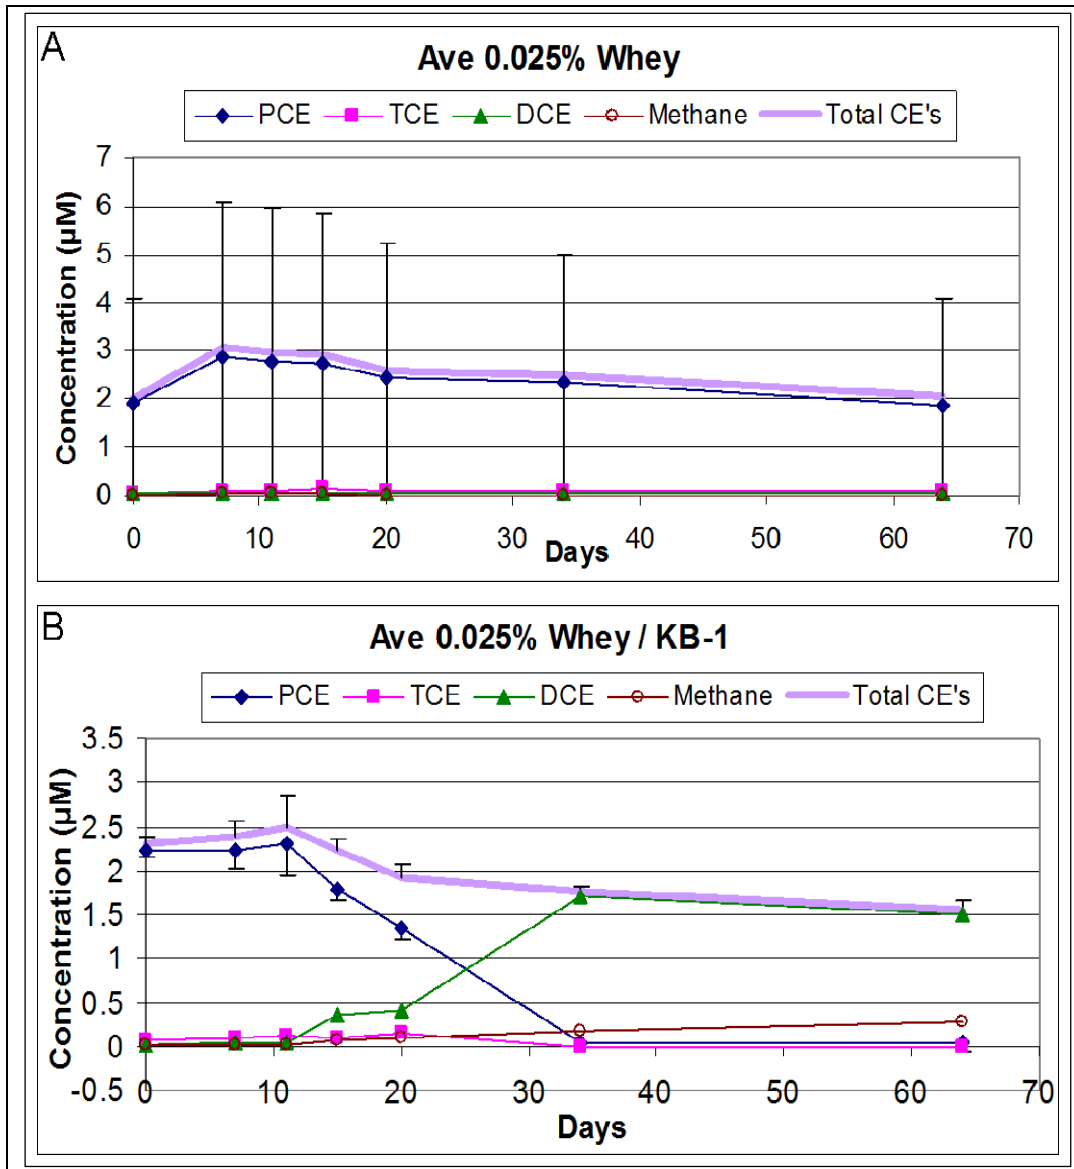 A
Ave 0.025% Whey
PCE TCE DCE Methane Total CE's
7
6
5
4
3
2
1
0
Concentration (µM)
0 10 20 30 40 50 60 70
Days
B
Ave 0.025% Whey / KB-1
PCE TCE DCE Methane Total CE's
3.5
3
2.5
2
1.5
1
0.5
0
-0.5
Concentration (µM)
0 10 20 30 40 50 60 70
Days